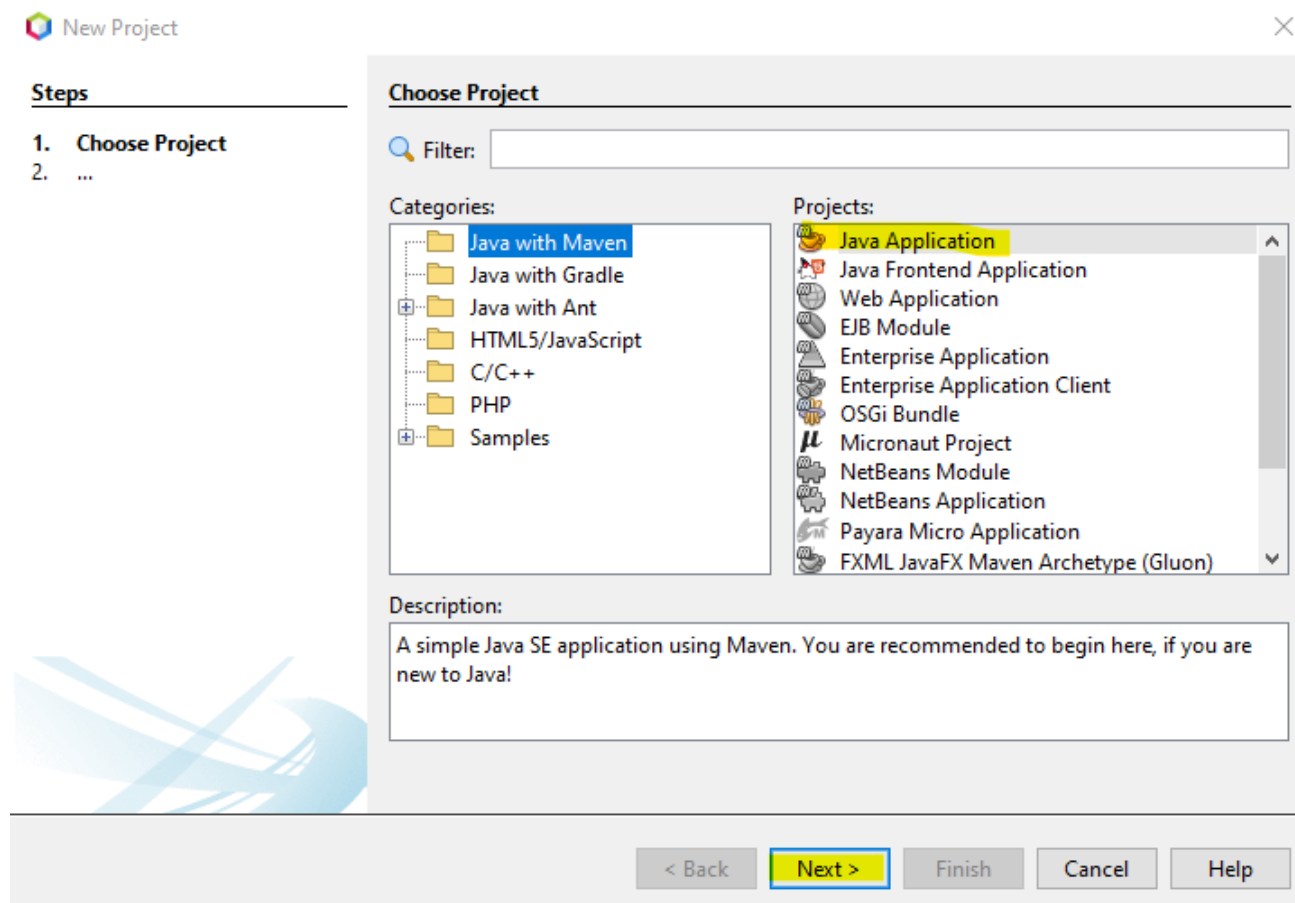 New Project
Steps
1. Choose Project
2. ...
Choose Project
Filter:
Categories:
Java with Maven
Java with Gradle
Java with Ant
HTML5/JavaScript
C/C++
PHP
Samples
Projects:
Java Application
Java Frontend Application
Web Application
EJB Module
Enterprise Application
Enterprise Application Client
OSGi Bundle
Micronaut Project
NetBeans Module
NetBeans Application
Payara Micro Application
FXML JavaFX Maven Archetype (Gluon)
Description:
A simple Java SE application using Maven. You are recommended to begin here, if you are
new to Java!
< Back Next > Finish Cancel Help